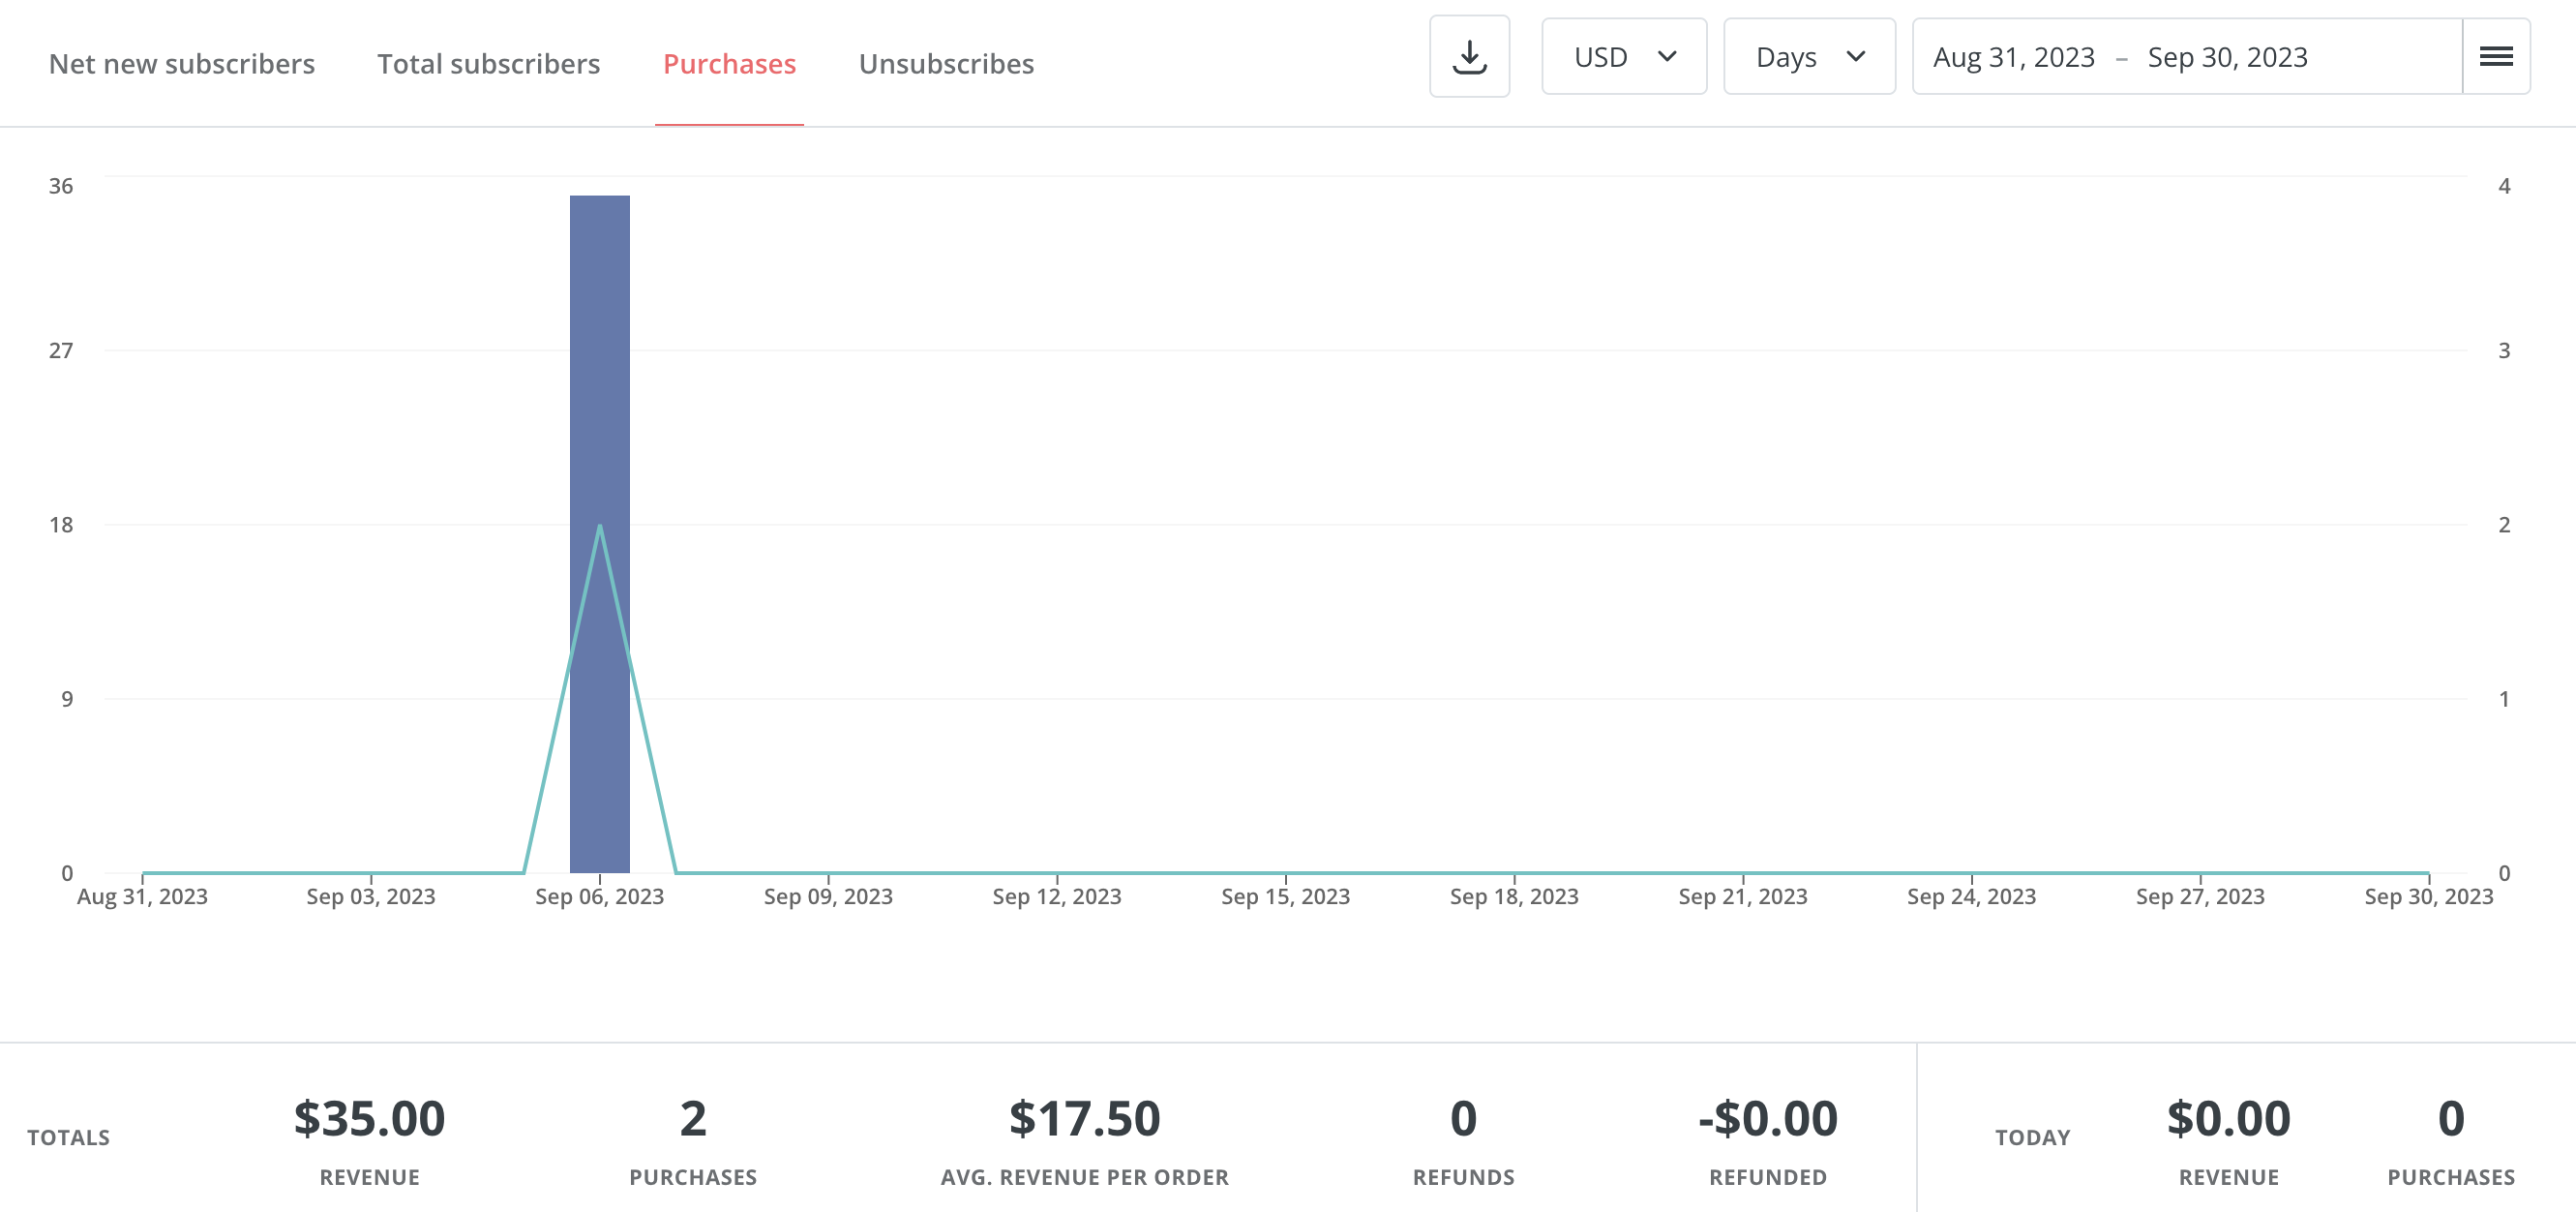 Net new subscribers Total subscribers Purchases Unsubscribes USD Days Aug 31, 2023 – Sep 30, 2023
36 4
27 3
18 2
9 1
0 0
Aug 31, 2023 Sep 03, 2023 Sep 06, 2023 Sep 09, 2023 Sep 12, 2023 Sep 15, 2023 Sep 18, 2023 Sep 21, 2023 Sep 24, 2023 Sep 27, 2023 Sep 30, 2023
TOTALS $35.00 2 $17.50 0 -$0.00 TODAY $0.00 0
REVENUE PURCHASES AVG. REVENUE PER ORDER REFUNDS REFUNDED REVENUE PURCHASES